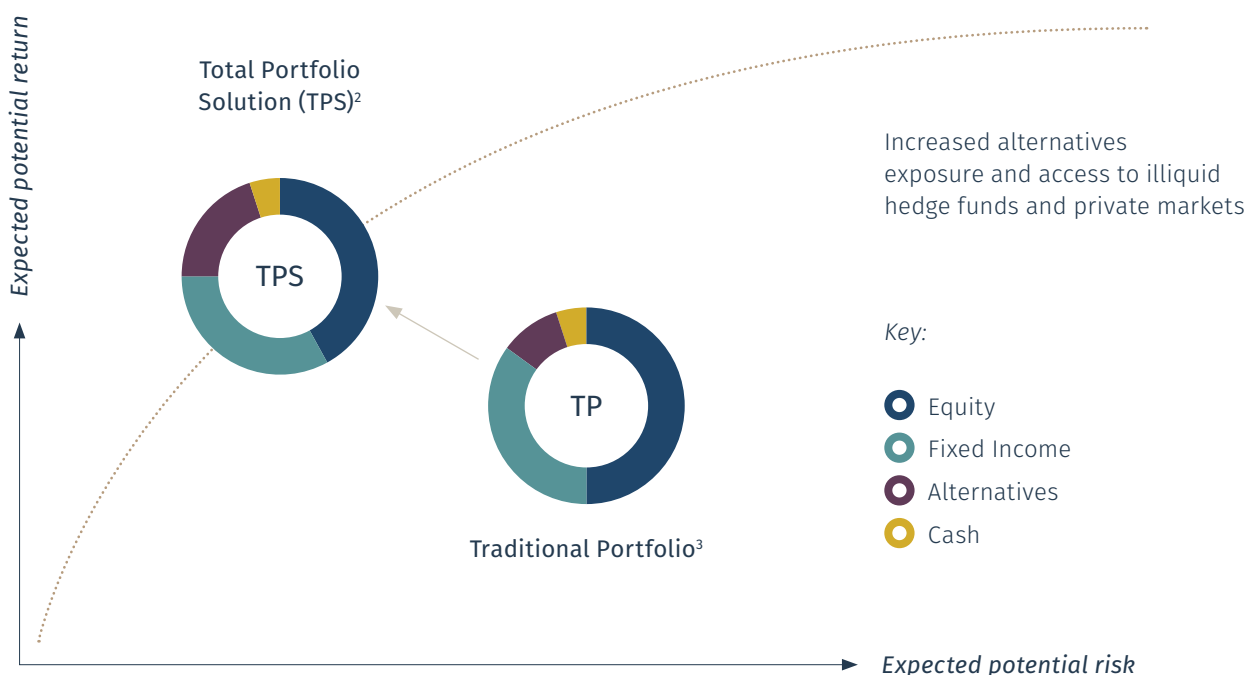 Expected potential return
Total Portfolio
Solution (TPS)²
Increased alternatives
exposure and access to illiquid
hedge funds and private markets
TPS
TP
Key:
Equity
Fixed Income
Alternatives
Cash
Traditional Portfolio³
Expected potential risk